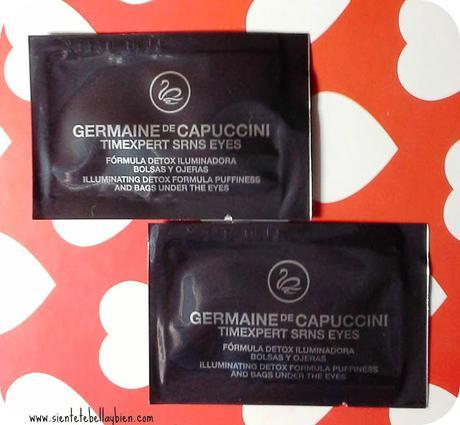 GERMAINE DE CAPUCCINI
TIMEXPERT SRNS EYES
FÓRMULA DETOX ILUMINADORA
BOLSAS Y OJERAS
ILLUMINATING DETOX FORMULA PUFFINESS
AND BAGS UNDER THE EYES
GERMAINE DE CAPUCCINI
TIMEXPERT SRNS EYES
FÓRMULA DETOX ILUMINADORA
BOLSAS Y OJERAS
ILLUMINATING DETOX FORMULA PUFFINESS
AND BAGS UNDER THE EYES
www.sientetebellaybien.com